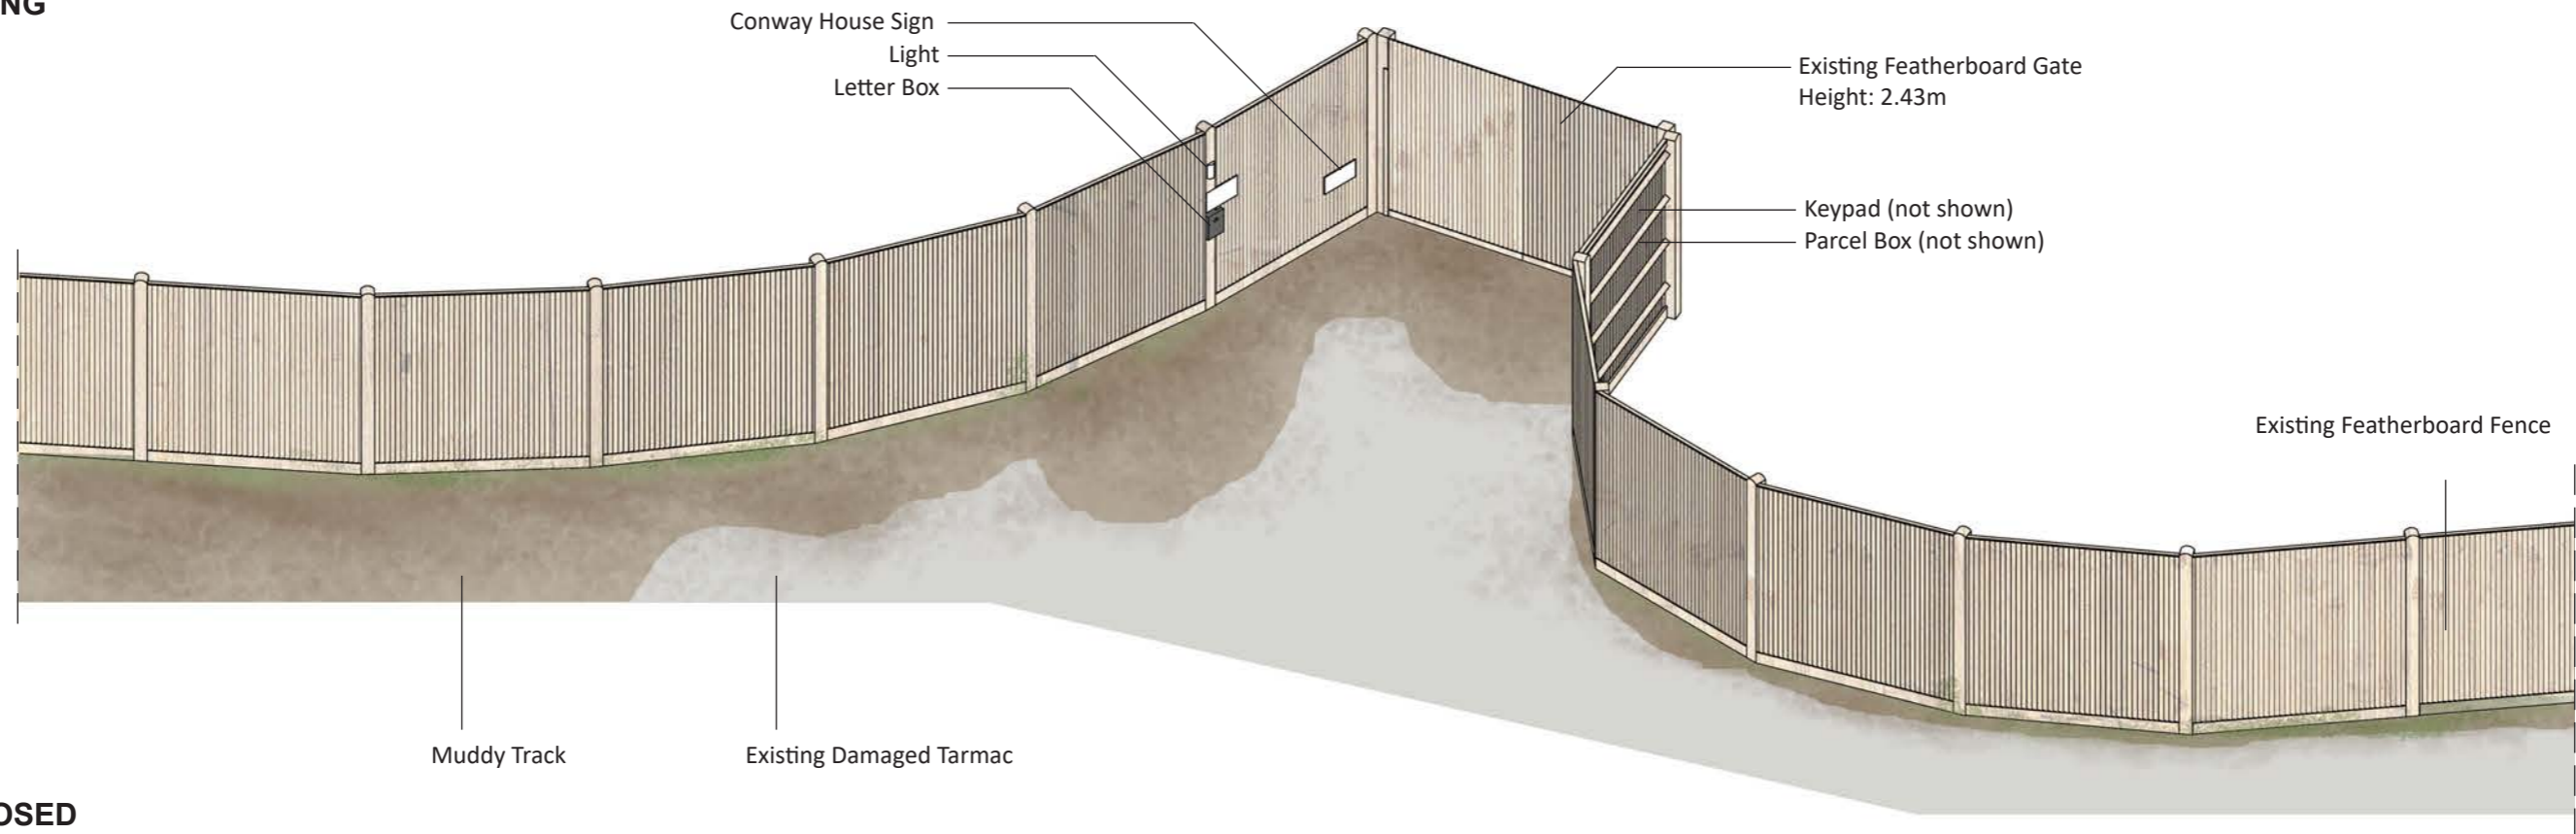 NG
Conway House Sign
Light
Letter Box
Existing Featherboard Gate
Height: 2.43m
Keypad (not shown)
Parcel Box (not shown)
Existing Featherboard Fence
Muddy Track
Existing Damaged Tarmac
OSED